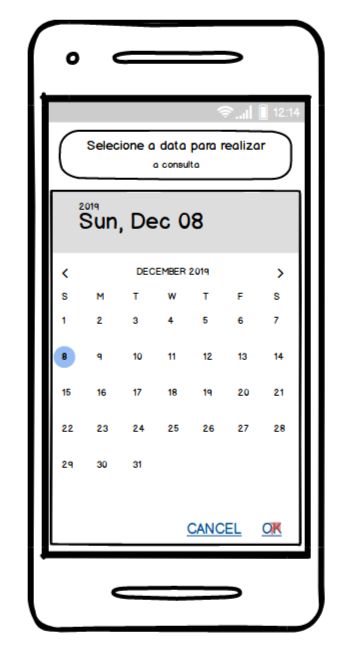 12:14
Selecione a data para realizar
a consulta
2019
Sun, Dec 08
< DECEMBER 2019 >
S M T W T F S
1 2 3 4 5 6 7
8 9 10 11 12 13 14
15 16 17 18 19 20 21
22 23 24 25 26 27 28
29 30 31
CANCEL OK